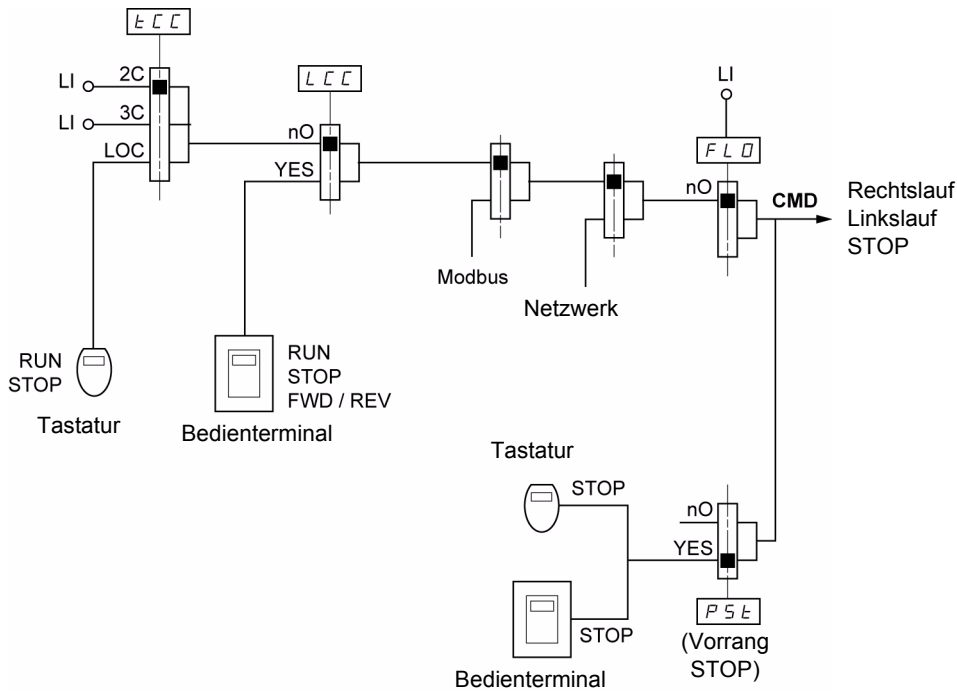 tCC
LI
2C
LI
3C
LOC
LCC
nO
YES
LI
FLO
nO
CMD
Rechtslauf
Linkslauf
STOP
Modbus
Netzwerk
RUN
STOP
Tastatur
RUN
STOP
FWD / REV
Bedienterminal
Tastatur
STOP
nO
YES
STOP
Bedienterminal
PSt
(Vorrang
STOP)